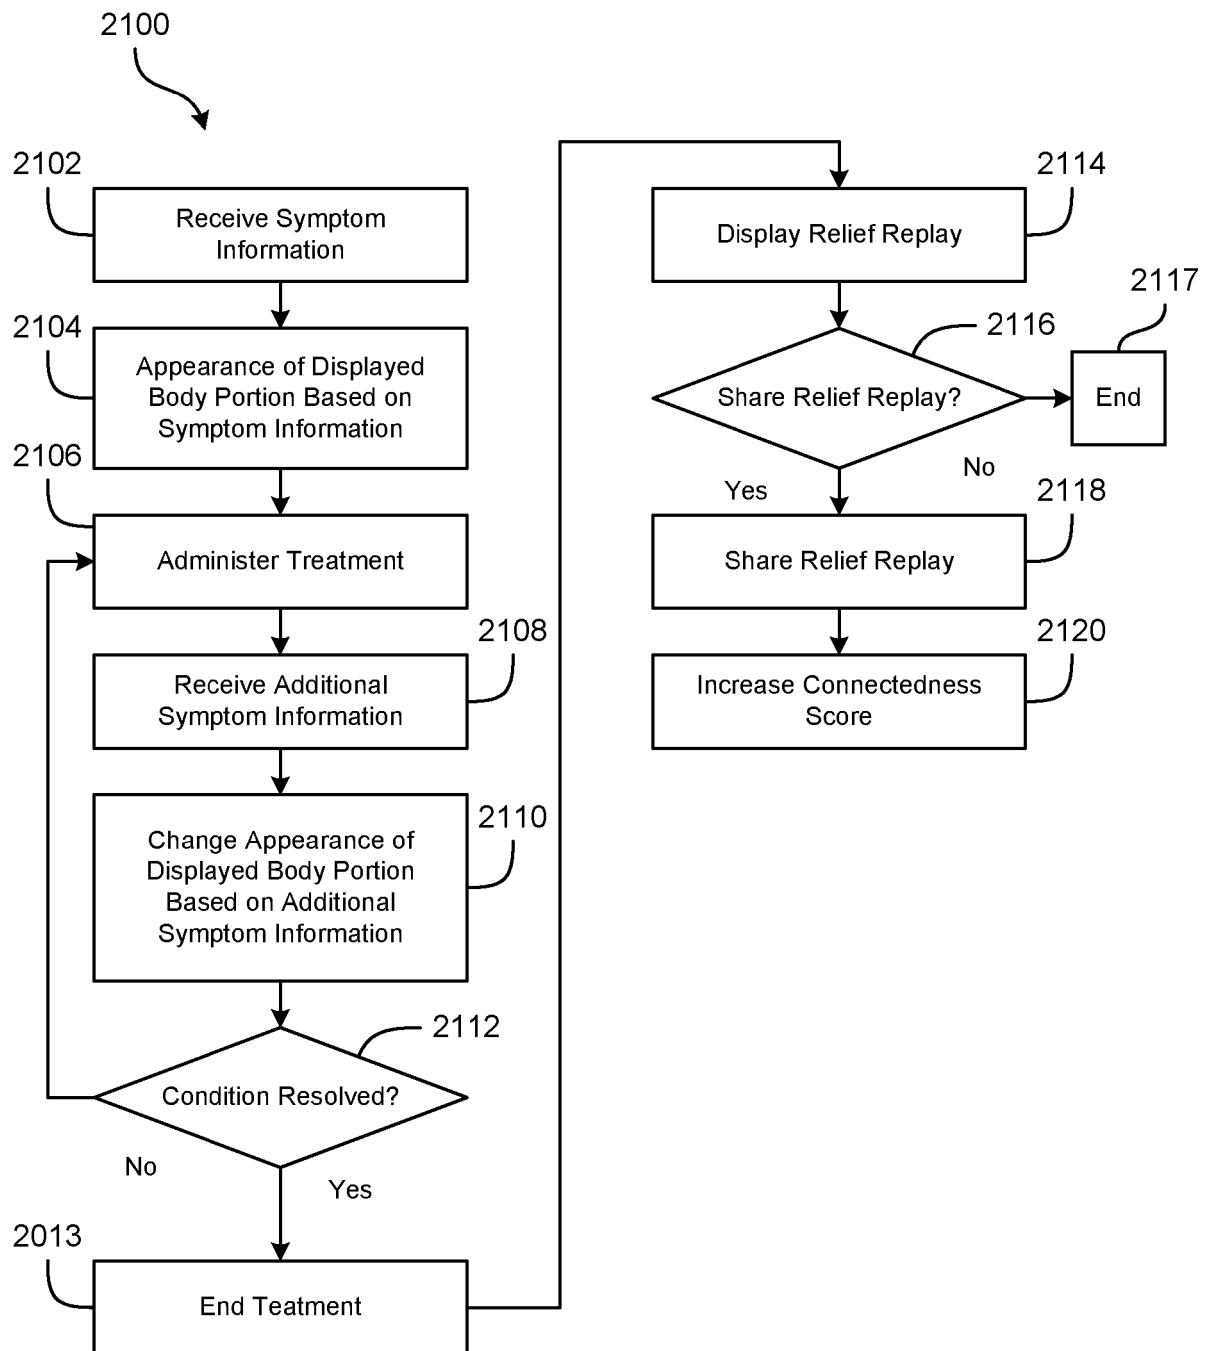 2100
2102
Receive Symptom
Information
2104
Appearance of Displayed
Body Portion Based on
Symptom Information
2106
Administer Treatment
2108
Receive Additional
Symptom Information
2110
Change Appearance of
Displayed Body Portion
Based on Additional
Symptom Information
2112
Condition Resolved?
No
Yes
2013
End Teatment
2114
Display Relief Replay
2116
Share Relief Replay?
2117
End
No
Yes
2118
Share Relief Replay
2120
Increase Connectedness
Score